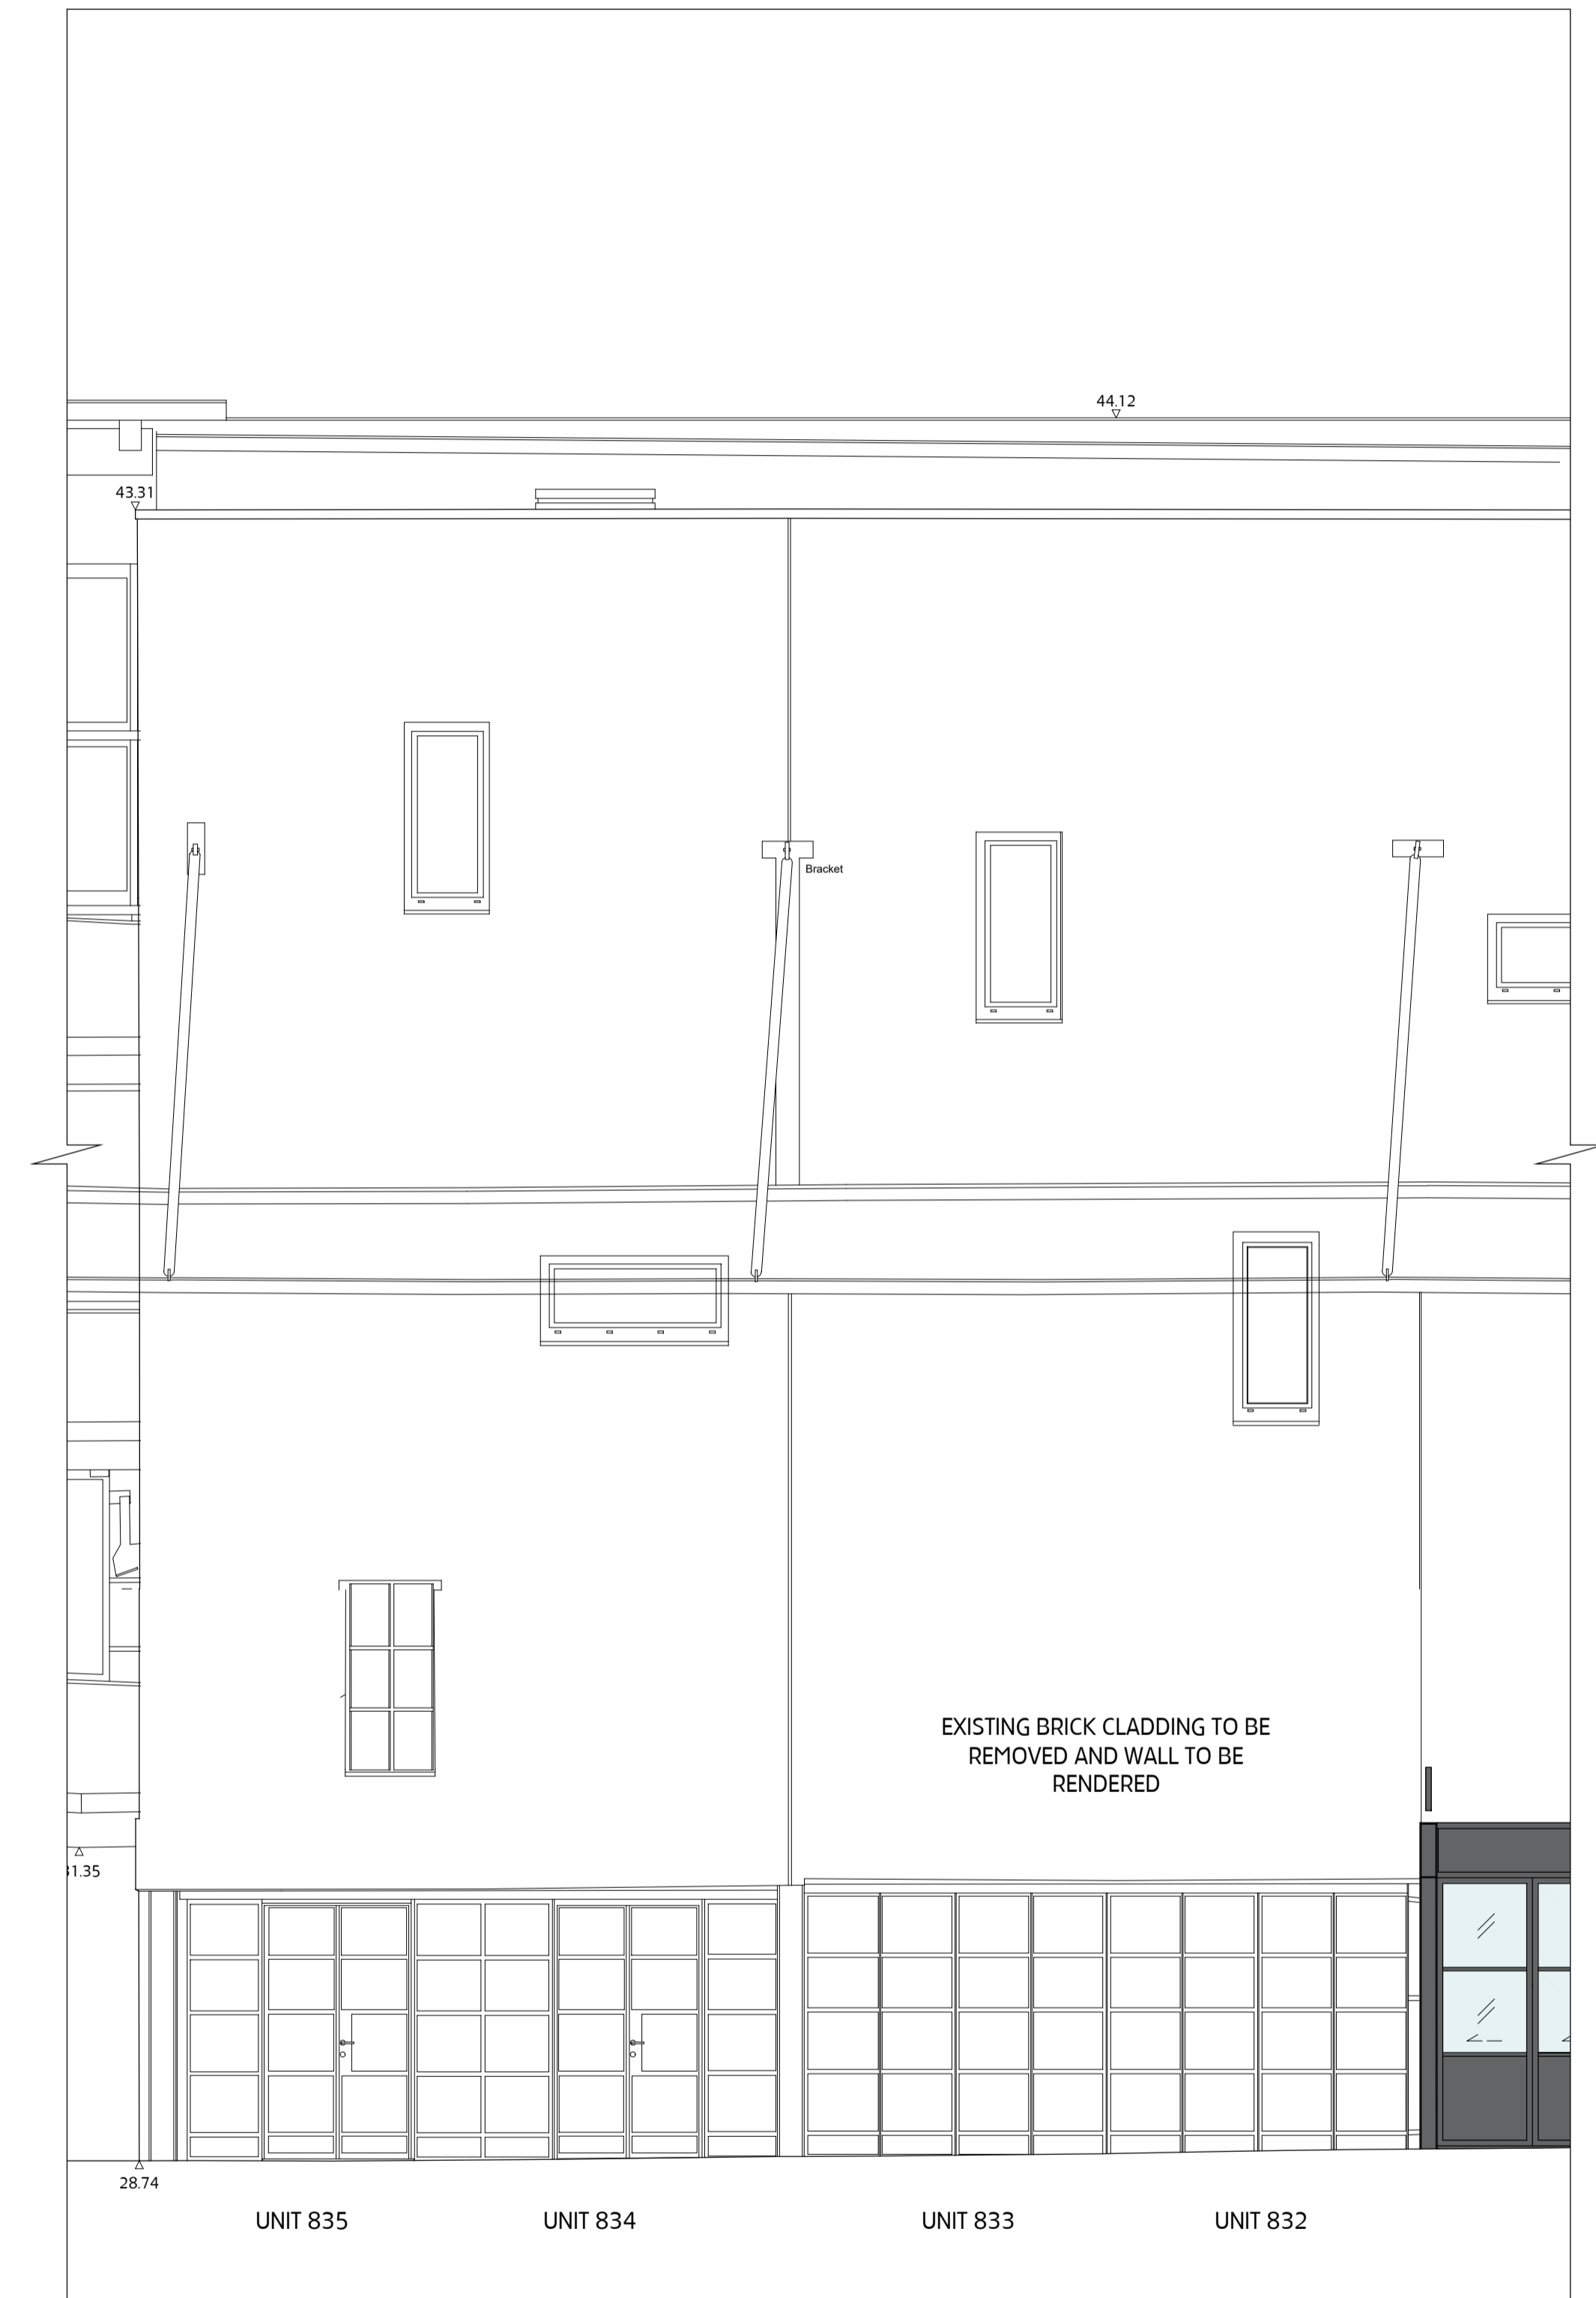 44.12
43.31
Bracket
EXISTING BRICK CLADDING TO BE
REMOVED AND WALL TO BE
RENDERED
31.35
28.74
UNIT 835
UNIT 834
UNIT 833
UNIT 832